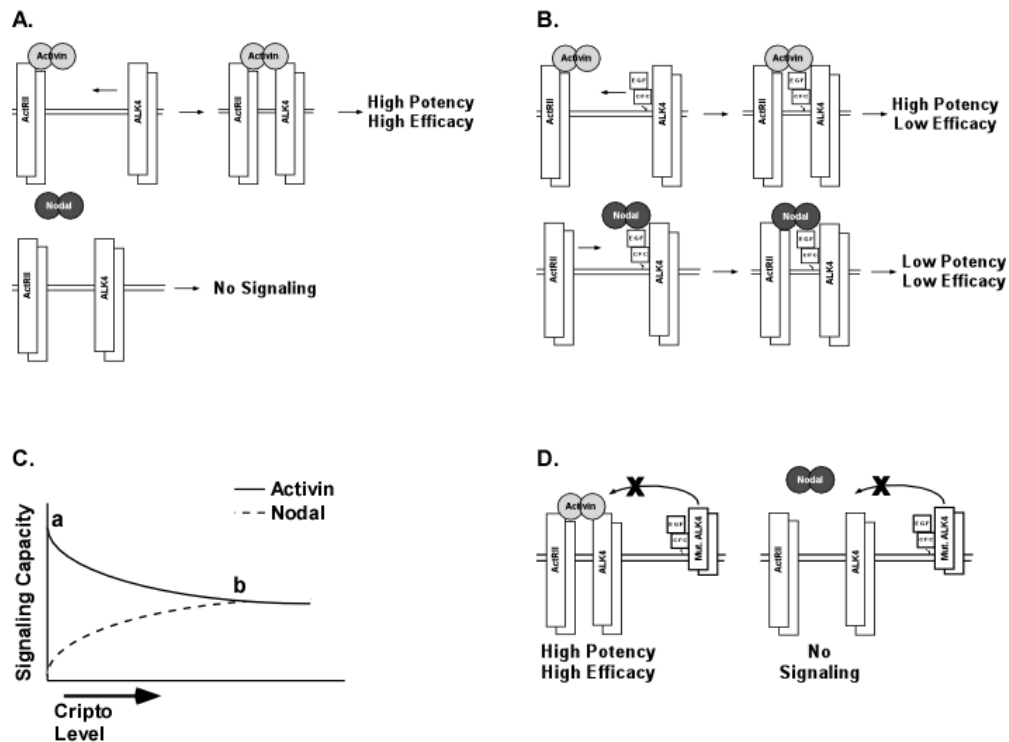 A.
Activin
ActRII
ALK4
Activin
ActRII
ALK4
High Potency
High Efficacy
Nodal
ActRII
ALK4
No Signaling
B.
Activin
ActRII
EGF
CFC
ALK4
Activin
ActRII
EGF
CFC
ALK4
High Potency
Low Efficacy
ActRII
Nodal
EGF
CFC
ALK4
Nodal
ActRII
EGF
CFC
ALK4
Low Potency
Low Efficacy
C.
Signaling Capacity
a
b
Activin
Nodal
Cripto
Level
D.
X
Activin
ActRII
ALK4
EGF
CFC
Mut. ALK4
High Potency
High Efficacy
Nodal
X
ActRII
ALK4
EGF
CFC
Mut. ALK4
No
Signaling